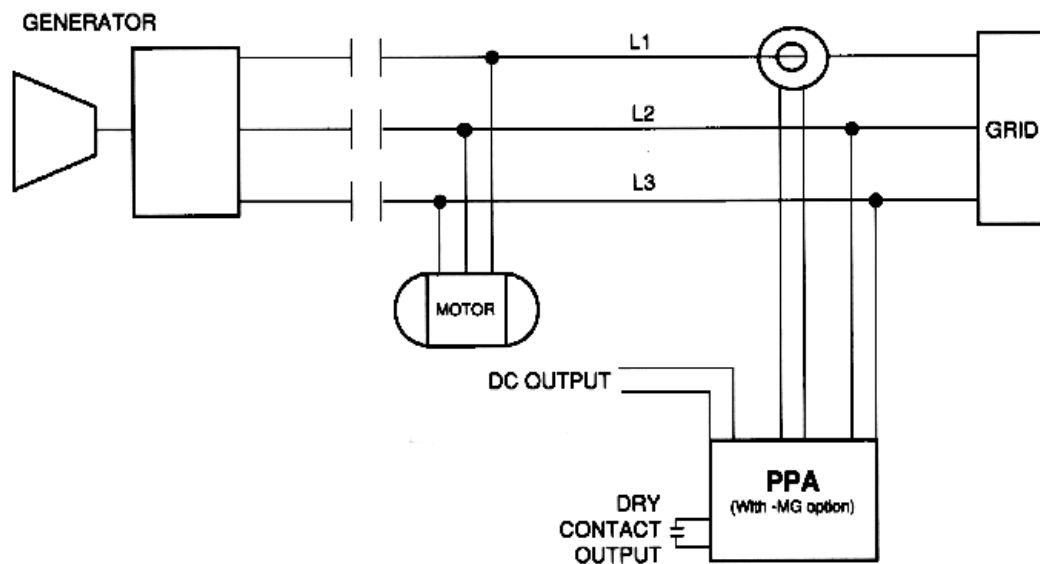 GENERATOR
L1
L2
GRID
L3
MOTOR
DC OUTPUT
PPA
(With -MG option)
DRY
CONTACT
OUTPUT